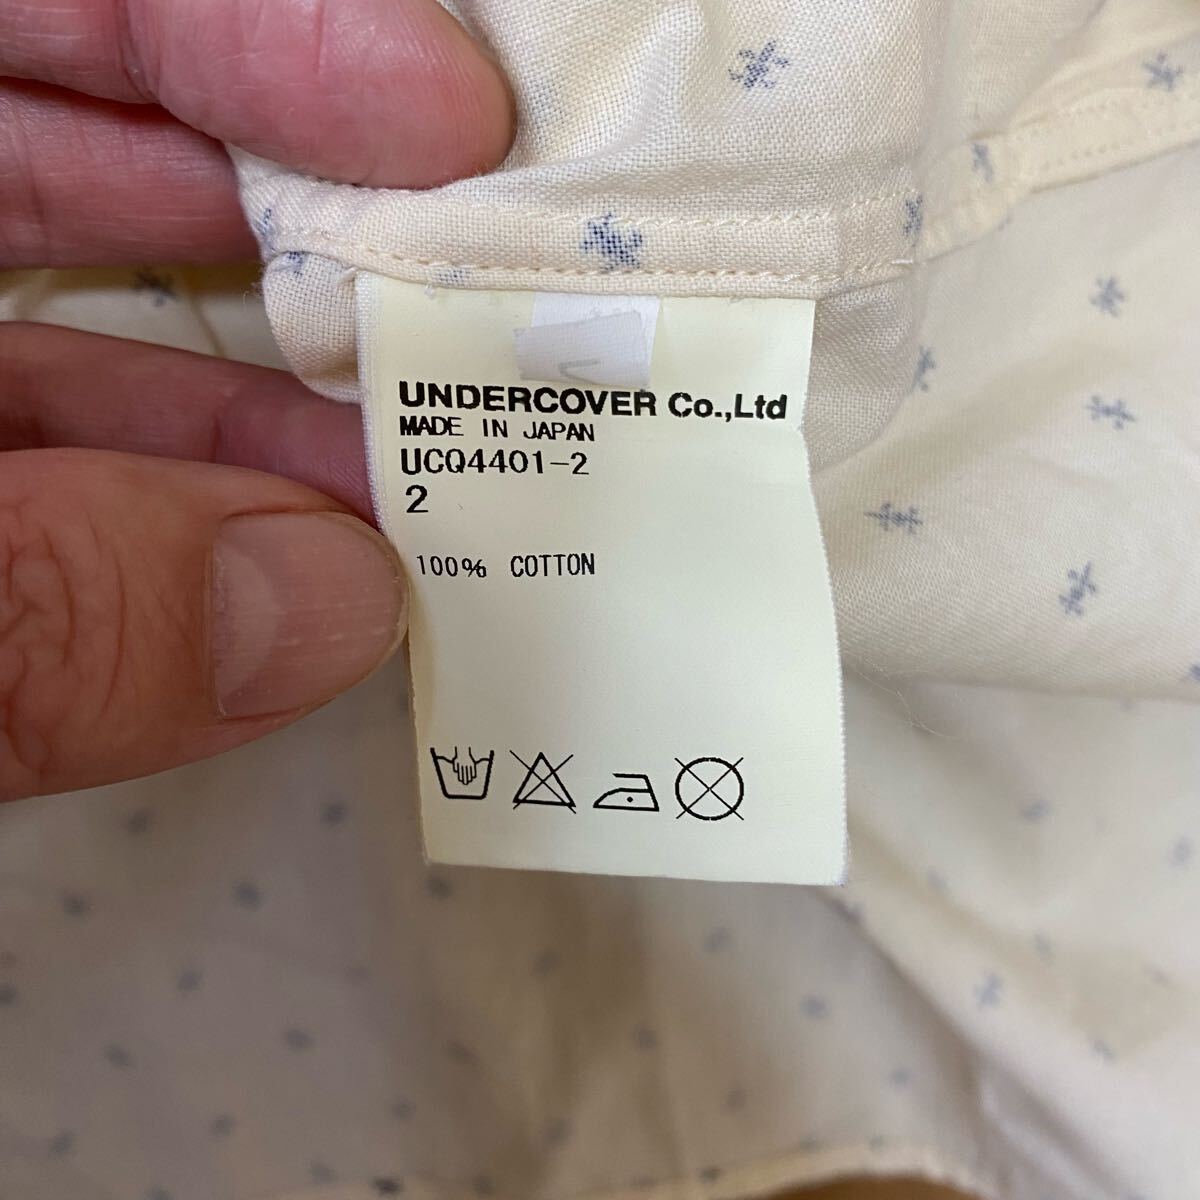 UNDERCOVER Co.,Ltd
MADE IN JAPAN
UCQ4401-2
2
100% COTTON